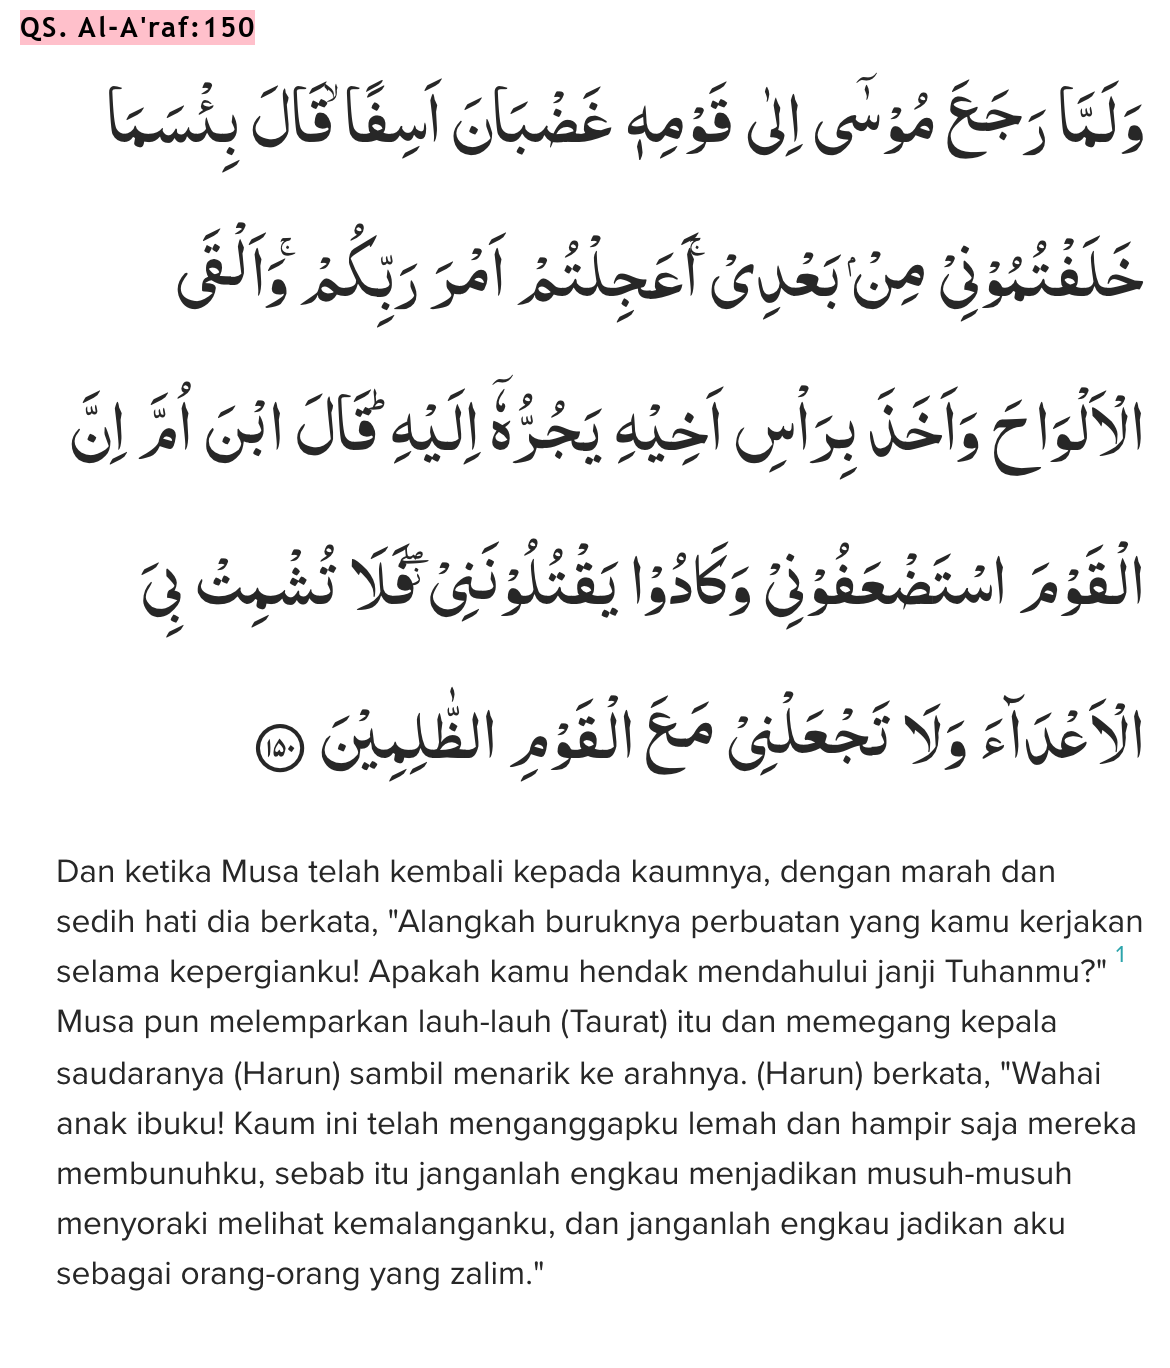 QS. Al-A'raf:150
وَلَمَّا رَجَعَ مُوْسٰٓى اِلٰى قَوْمِهٖ غَضْبَانَ اَسِفًاۙ قَالَ بِئْسَمَا
خَلَفْتُمُوْنِيْ مِنْۢ بَعْدِيْۚ اَعَجِلْتُمْ اَمْرَ رَبِّكُمْۚ وَاَلْقَى
الْاَلْوَاحَ وَاَخَذَ بِرَأْسِ اَخِيْهِ يَجُرُّهٗٓ اِلَيْهِۗ قَالَ ابْنَ اُمَّ اِنَّ
الْقَوْمَ اسْتَضْعَفُوْنِيْ وَكَادُوْا يَقْتُلُوْنَنِيْۖ فَلَا تُشْمِتْ بِيَ
الْاَعْدَاۤءَ وَلَا تَجْعَلْنِيْ مَعَ الْقَوْمِ الظّٰلِمِيْنَ ۝١٥٠
Dan ketika Musa telah kembali kepada kaumnya, dengan marah dan
sedih hati dia berkata, "Alangkah buruknya perbuatan yang kamu kerjakan
selama kepergianku! Apakah kamu hendak mendahului janji Tuhanmu?" 1
Musa pun melemparkan lauh-lauh (Taurat) itu dan memegang kepala
saudaranya (Harun) sambil menarik ke arahnya. (Harun) berkata, "Wahai
anak ibuku! Kaum ini telah menganggapku lemah dan hampir saja mereka
membunuhku, sebab itu janganlah engkau menjadikan musuh-musuh
menyoraki melihat kemalanganku, dan janganlah engkau jadikan aku
sebagai orang-orang yang zalim."